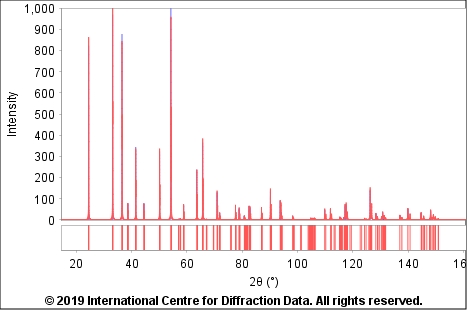 1,000
900
800
700
600
500
400
300
200
100
0
Intensity
20 40 60 80 100 120 140 160
2θ (°)
© 2019 International Centre for Diffraction Data. All rights reserved.